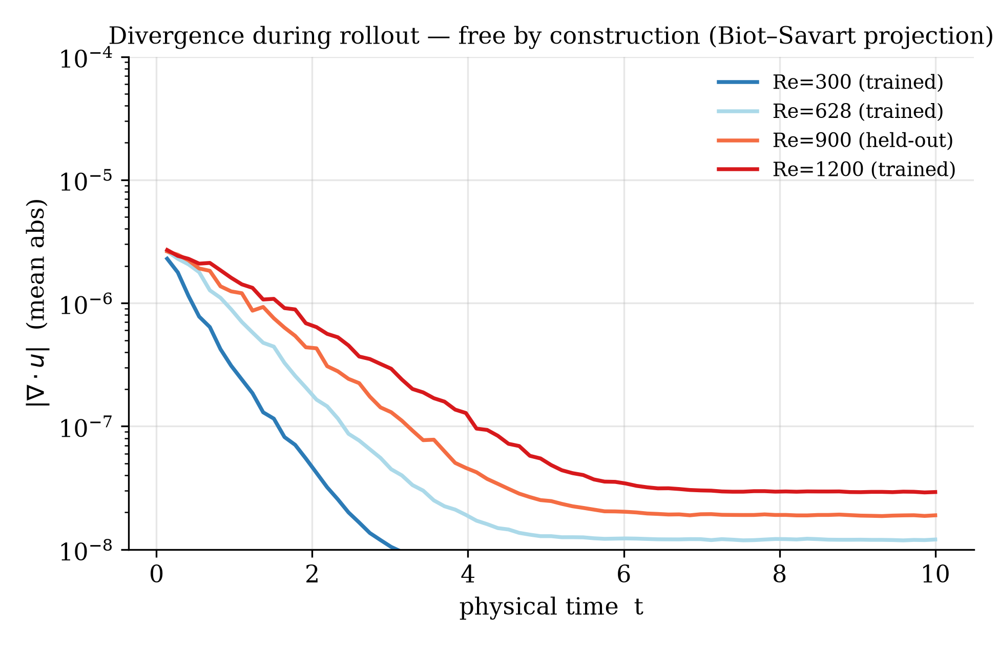 Divergence during rollout — free by construction (Biot–Savart projection)
10⁻⁴
10⁻⁵
10⁻⁶
10⁻⁷
10⁻⁸
|∇ · u| (mean abs)
Re=300 (trained)
Re=628 (trained)
Re=900 (held-out)
Re=1200 (trained)
0 2 4 6 8 10
physical time t